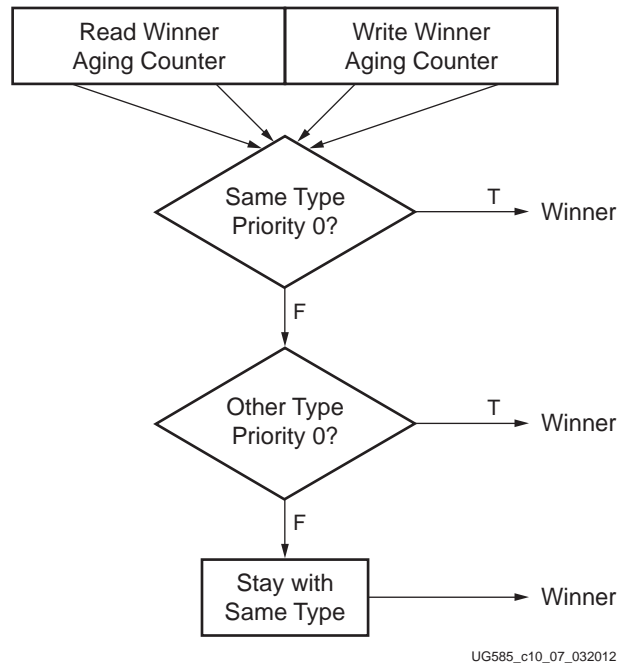 Read Winner
Aging Counter
Write Winner
Aging Counter
Same Type
Priority 0?
T
Winner
F
Other Type
Priority 0?
T
Winner
F
Stay with
Same Type
Winner
UG585_c10_07_032012